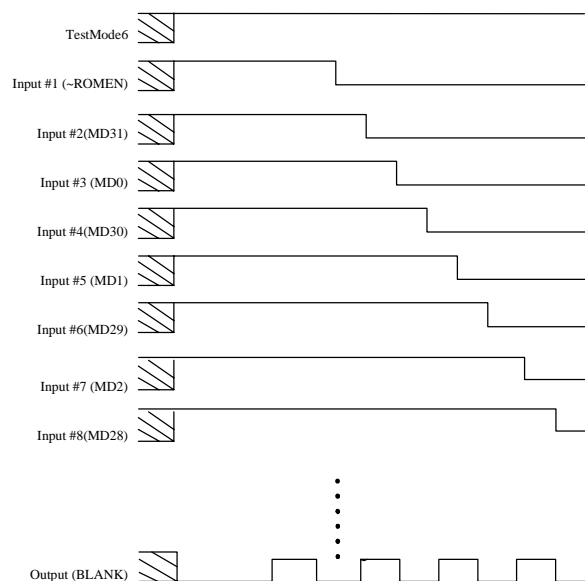 TestMode6
Input #1 (~ROMEN)
Input #2(MD31)
Input #3 (MD0)
Input #4(MD30)
Input #5 (MD1)
Input #6(MD29)
Input #7 (MD2)
Input #8(MD28)
Output (BLANK)